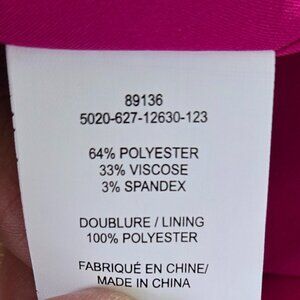 89136
5020-627-12630-123
64% POLYESTER
33% VISCOSE
3% SPANDEX
DOUBLURE / LINING
100% POLYESTER
FABRIQUÉ EN CHINE/
MADE IN CHINA